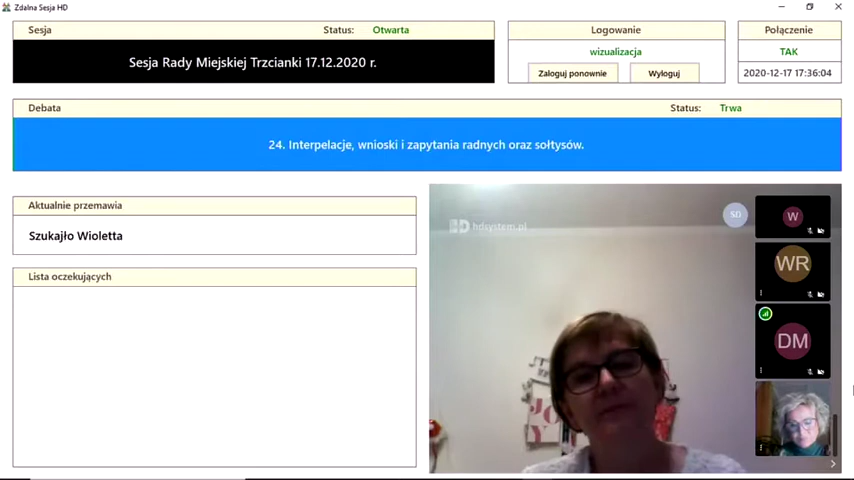 Zdalna Sesja HD
Sesja Status: Otwarta
Sesja Rady Miejskiej Trzcianki 17.12.2020 r.
Logowanie
wizualizacja
Zaloguj ponownie Wyloguj
Połączenie
TAK
2020-12-17 17:36:04
Debata Status: Trwa
24. Interpelacje, wnioski i zapytania radnych oraz sołtysów.
Aktualnie przemawia
Szukajło Wioletta
Lista oczekujących
HD hdsystem.pl
SD
W
WR
DM
JOY